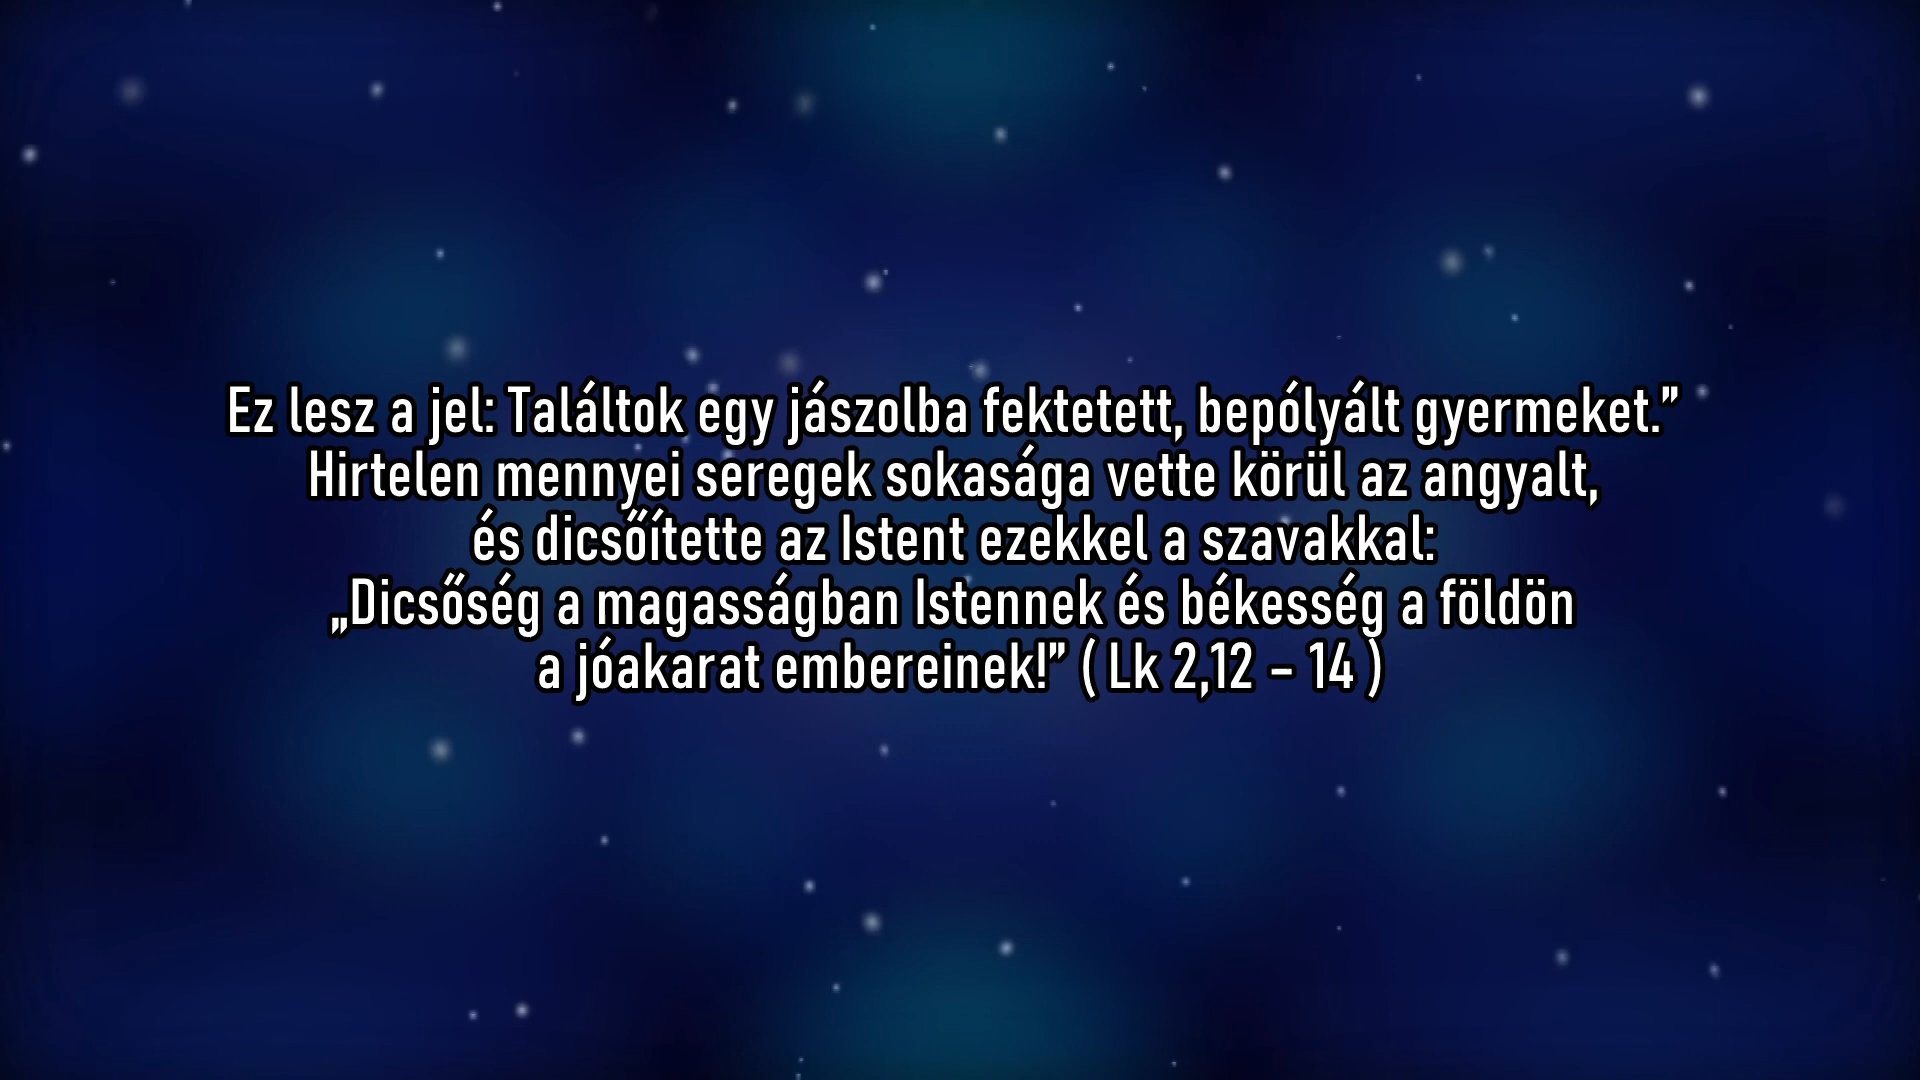 Ez lesz a jel: Találtok egy jászolba fektetett, bepólyált gyermeket.”
Hirtelen mennyei seregek sokasága vette körül az angyalt,
és dicsőítette az Istent ezekkel a szavakkal:
„Dicsőség a magasságban Istennek és békesség a földön
a jóakarat embereinek!” ( Lk 2,12 – 14 )